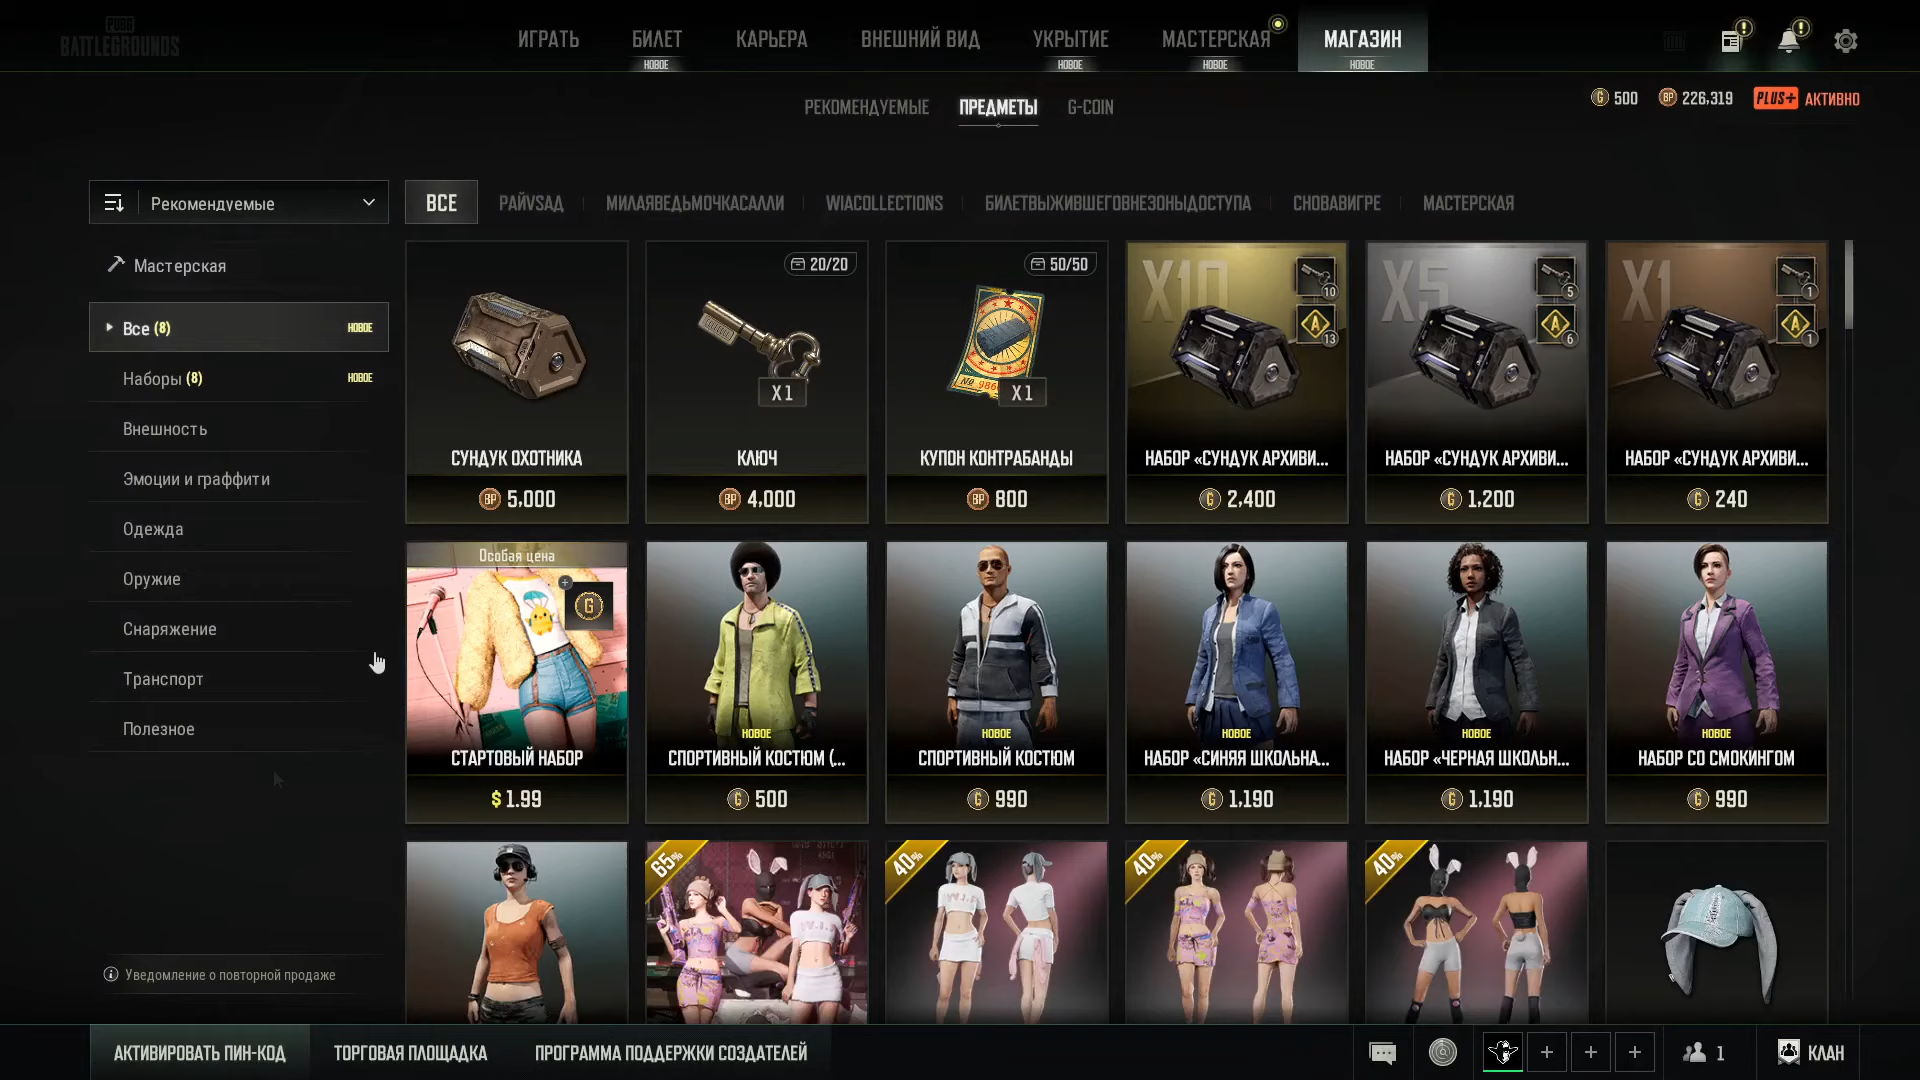 PUBG
BATTLEGROUNDS
ИГРАТЬ
БИЛЕТ
НОВОЕ
КАРЬЕРА
ВНЕШНИЙ ВИД
УКРЫТИЕ
НОВОЕ
МАСТЕРСКАЯ
НОВОЕ
МАГАЗИН
НОВОЕ
РЕКОМЕНДУЕМЫЕ
ПРЕДМЕТЫ
G-COIN
G 500
BP 226,319
PLUS+ АКТИВНО
Рекомендуемые
Мастерская
Все (8) НОВОЕ
Наборы (8) НОВОЕ
Внешность
Эмоции и граффити
Одежда
Оружие
Снаряжение
Транспорт
Полезное
Уведомление о повторной продаже
ВСЕ
РАЙVSАД
МИЛАЯВЕДЬМОЧКАСАЛЛИ
WIACOLLECTIONS
БИЛЕТВЫЖИВШЕГОВНЕЗОНЫДОСТУПА
СНОВАВИГРЕ
МАСТЕРСКАЯ
СУНДУК ОХОТНИКА
BP 5,000
20/20
X1
КЛЮЧ
BP 4,000
50/50
X1
КУПОН КОНТРАБАНДЫ
BP 800
X10
10
A
13
НАБОР «СУНДУК АРХИВИ...
G 2,400
X5
5
A
6
НАБОР «СУНДУК АРХИВИ...
G 1,200
X1
1
A
1
НАБОР «СУНДУК АРХИВИ...
G 240
Особая цена
G
СТАРТОВЫЙ НАБОР
$ 1.99
НОВОЕ
СПОРТИВНЫЙ КОСТЮМ (...
G 500
НОВОЕ
СПОРТИВНЫЙ КОСТЮМ
G 990
НОВОЕ
НАБОР «СИНЯЯ ШКОЛЬНА...
G 1,190
НОВОЕ
НАБОР «ЧЕРНАЯ ШКОЛЬН...
G 1,190
НОВОЕ
НАБОР СО СМОКИНГОМ
G 990
65%
40%
40%
40%
АКТИВИРОВАТЬ ПИН-КОД
ТОРГОВАЯ ПЛОЩАДКА
ПРОГРАММА ПОДДЕРЖКИ СОЗДАТЕЛЕЙ
1
КЛАН